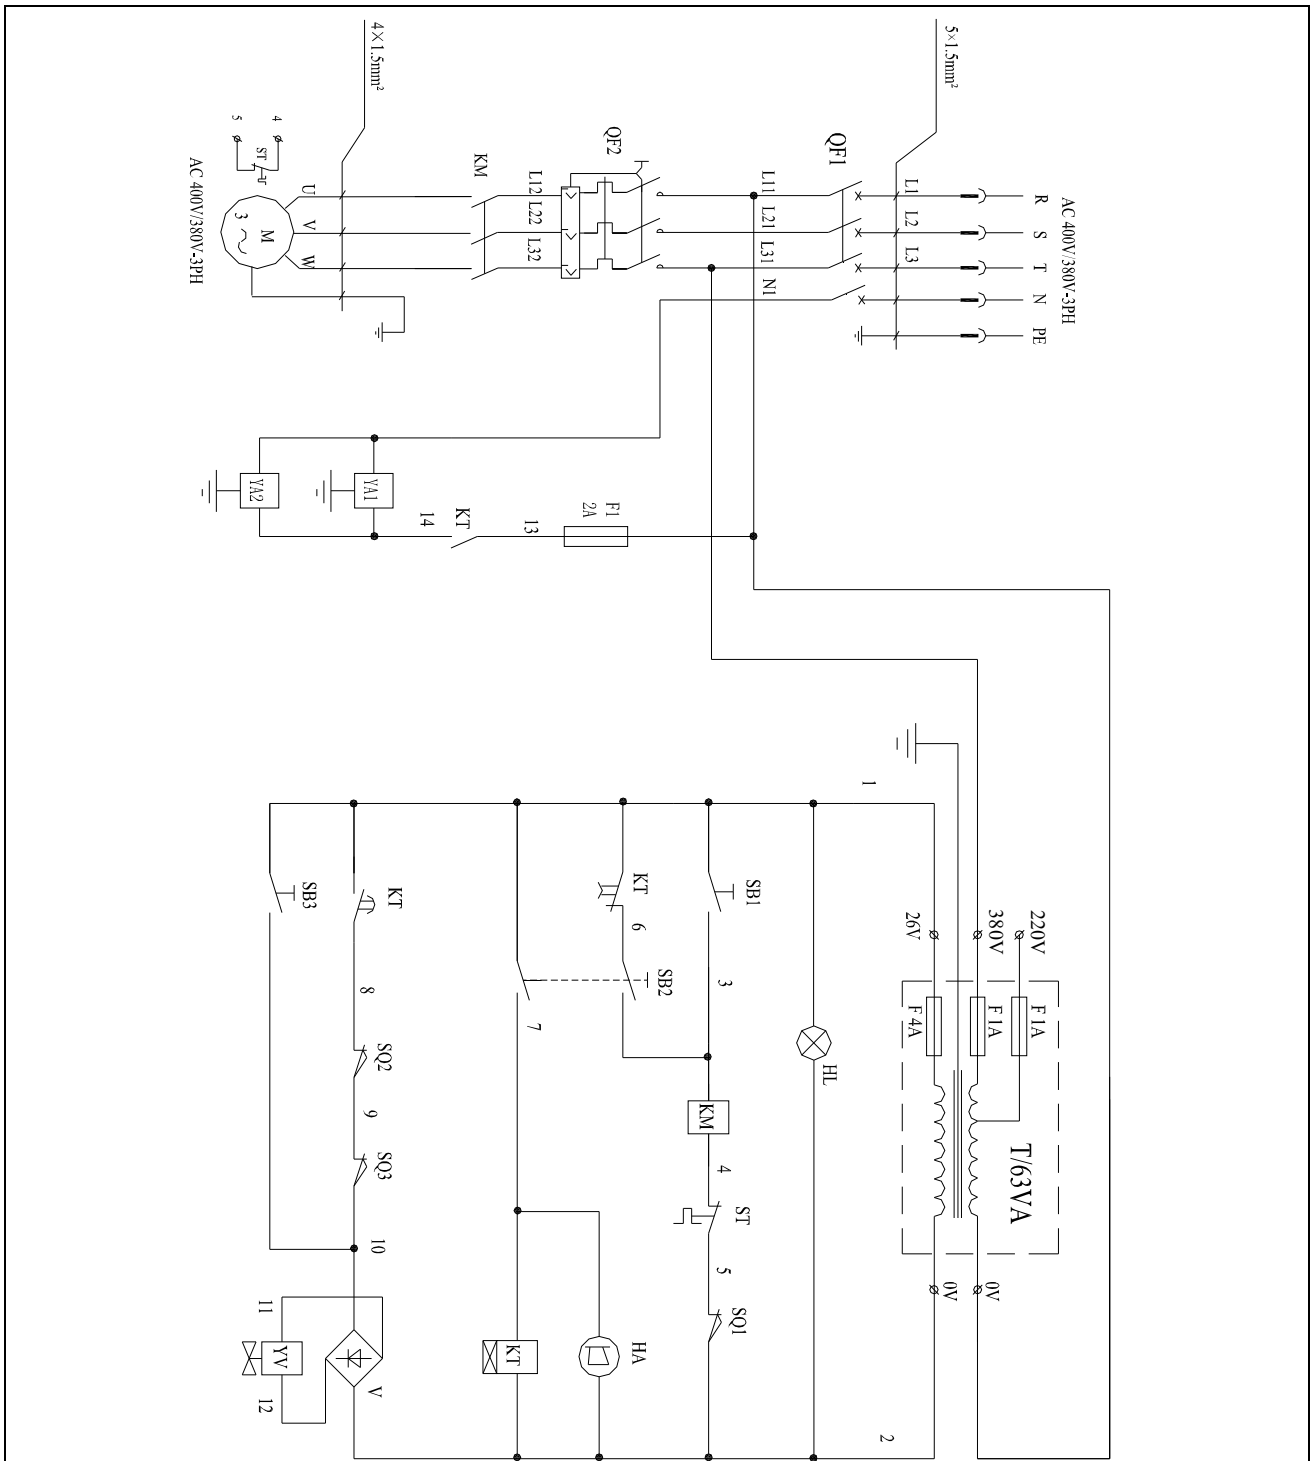 AC 400V/380V-3PH
R
S
T
N
PE
5×1.5mm²
L1
L2
L3
QF1
L11
L21
L31
N1
QF2
L12
L22
L32
KM
4×1.5mm²
U
V
W
M
3
4
5
ST
AC 400V/380V-3PH
F1
2A
13
KT
14
YA1
YA2
220V
380V
26V
F 1A
F 1A
F 4A
T/63VA
0V
0V
1
2
HL
SB1
3
KM
4
ST
5
SQ1
KT
6
SB2
7
HA
KT
KT
8
SQ2
9
SQ3
10
SB3
11
12
YV
V